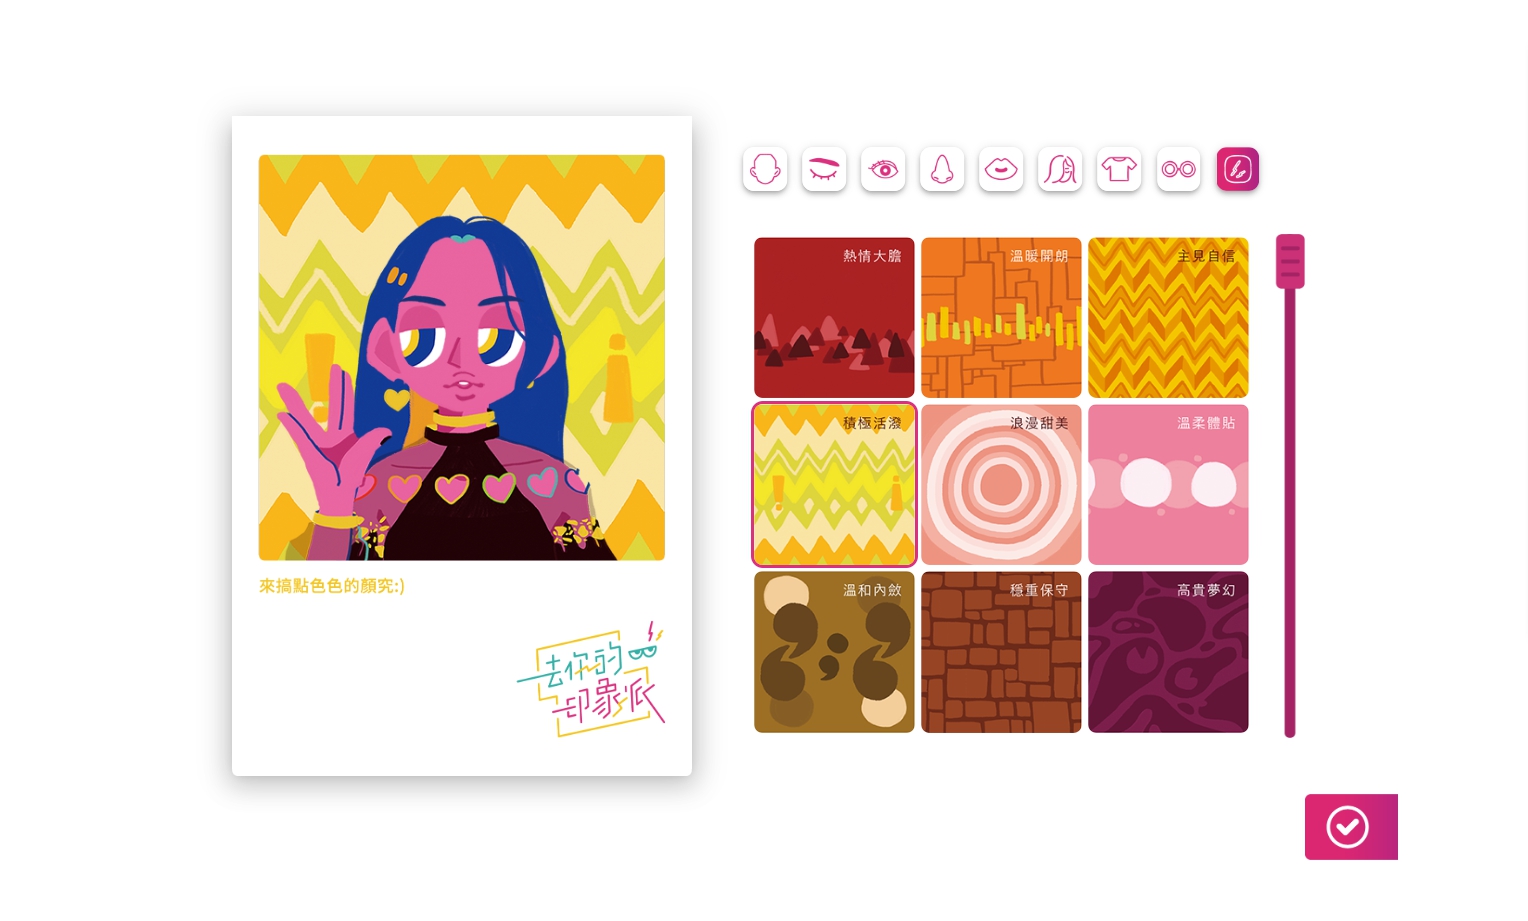 來搞點色色的顏究:)
去你的
印象派
熱情大膽
溫暖開朗
主見自信
積極活潑
浪漫甜美
溫柔體貼
溫和內斂
穩重保守
高貴夢幻